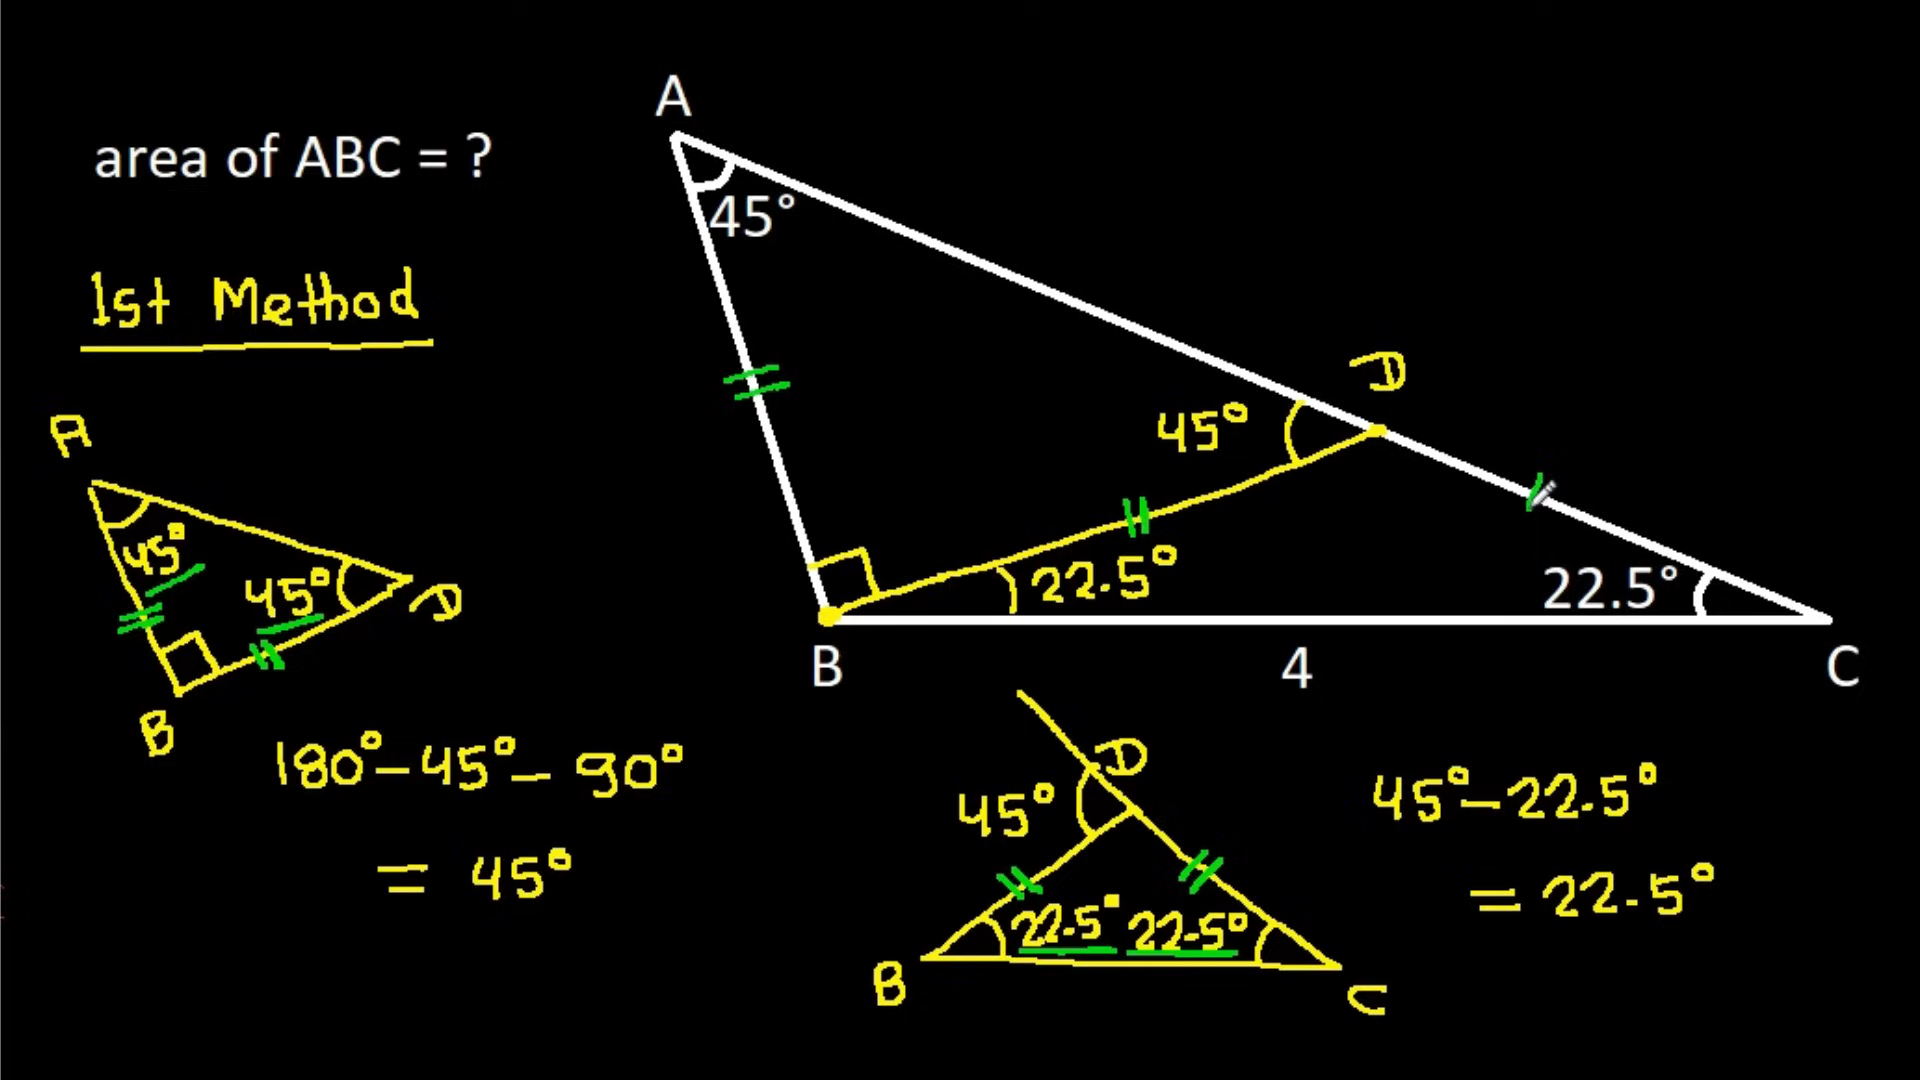 area of ABC = ?
1st Method
A
45°
D
45°
22.5°
22.5°
B
4
C
A
45°
45°
D
B
180°-45°-90°
= 45°
D
45°
22.5° 22.5°
B
C
45°-22.5°
= 22.5°